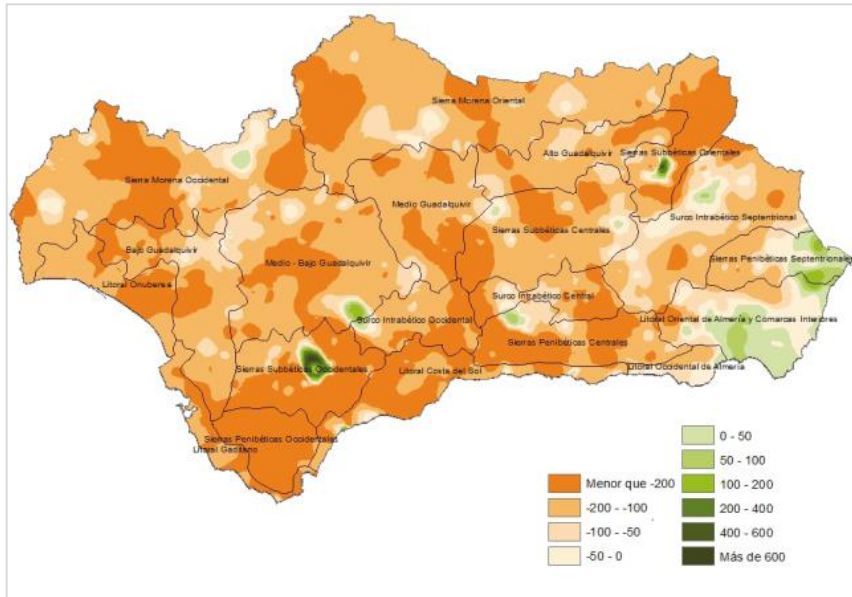 Sierra Morena Oriental
Alto Guadalquivir
Sierras Subbéticas Orientales
Sierra Morena Occidental
Medio Guadalquivir
Surco Intrabético Septentrional
Sierras Subbéticas Centrales
Bajo Guadalquivir
Medio - Bajo Guadalquivir
Sierras Penibéticas Septentrionales
Litoral Onubense
Surco Intrabético Central
Surco Intrabético Occidental
Litoral Oriental de Almería y Comarcas Interiores
Sierras Penibéticas Centrales
Sierras Subbéticas Occidentales
Litoral Costa del Sol
Litoral Occidental de Almería
Sierras Penibéticas Occidentales
Litoral Gaditano
Menor que -200
-200 - -100
-100 - -50
-50 - 0
0 - 50
50 - 100
100 - 200
200 - 400
400 - 600
Más de 600